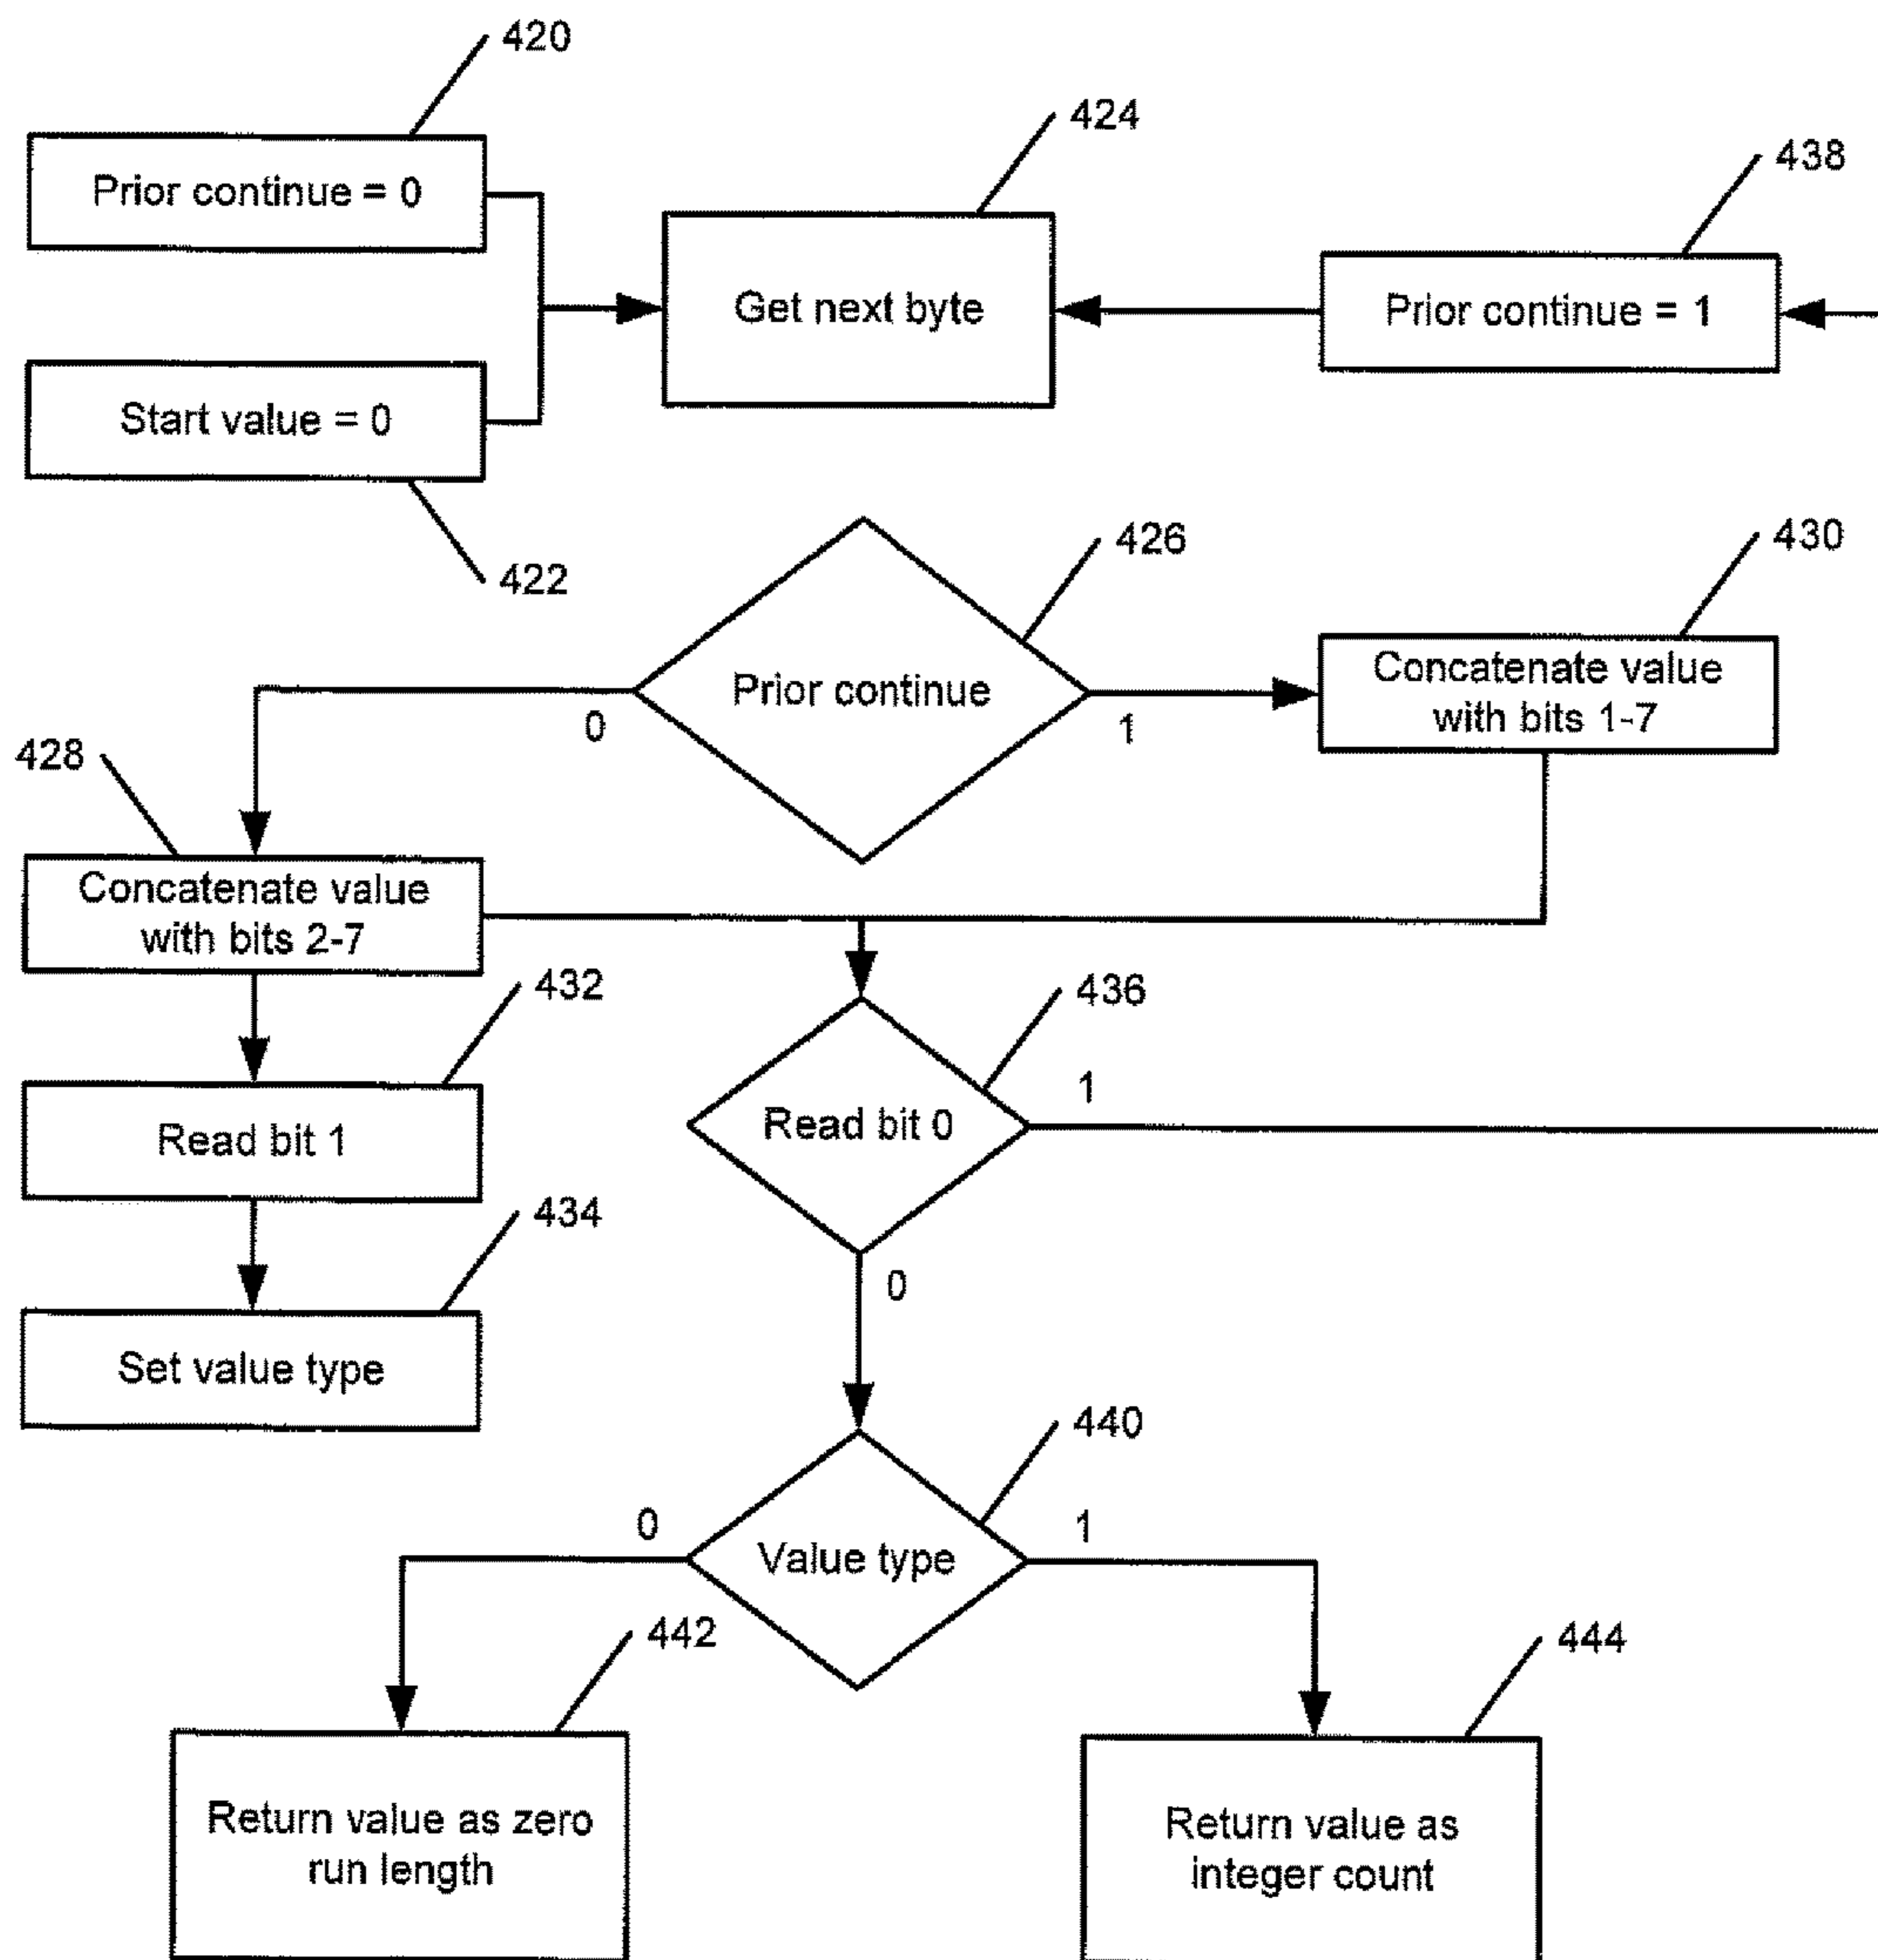 420
424
438
Prior continue = 0
Get next byte
Prior continue = 1
Start value = 0
422
426
430
Prior continue
0
1
Concatenate value
with bits 1-7
428
Concatenate value
with bits 2-7
432
436
Read bit 1
Read bit 0
1
434
0
Set value type
440
0
1
Value type
442
444
Return value as zero
run length
Return value as
integer count